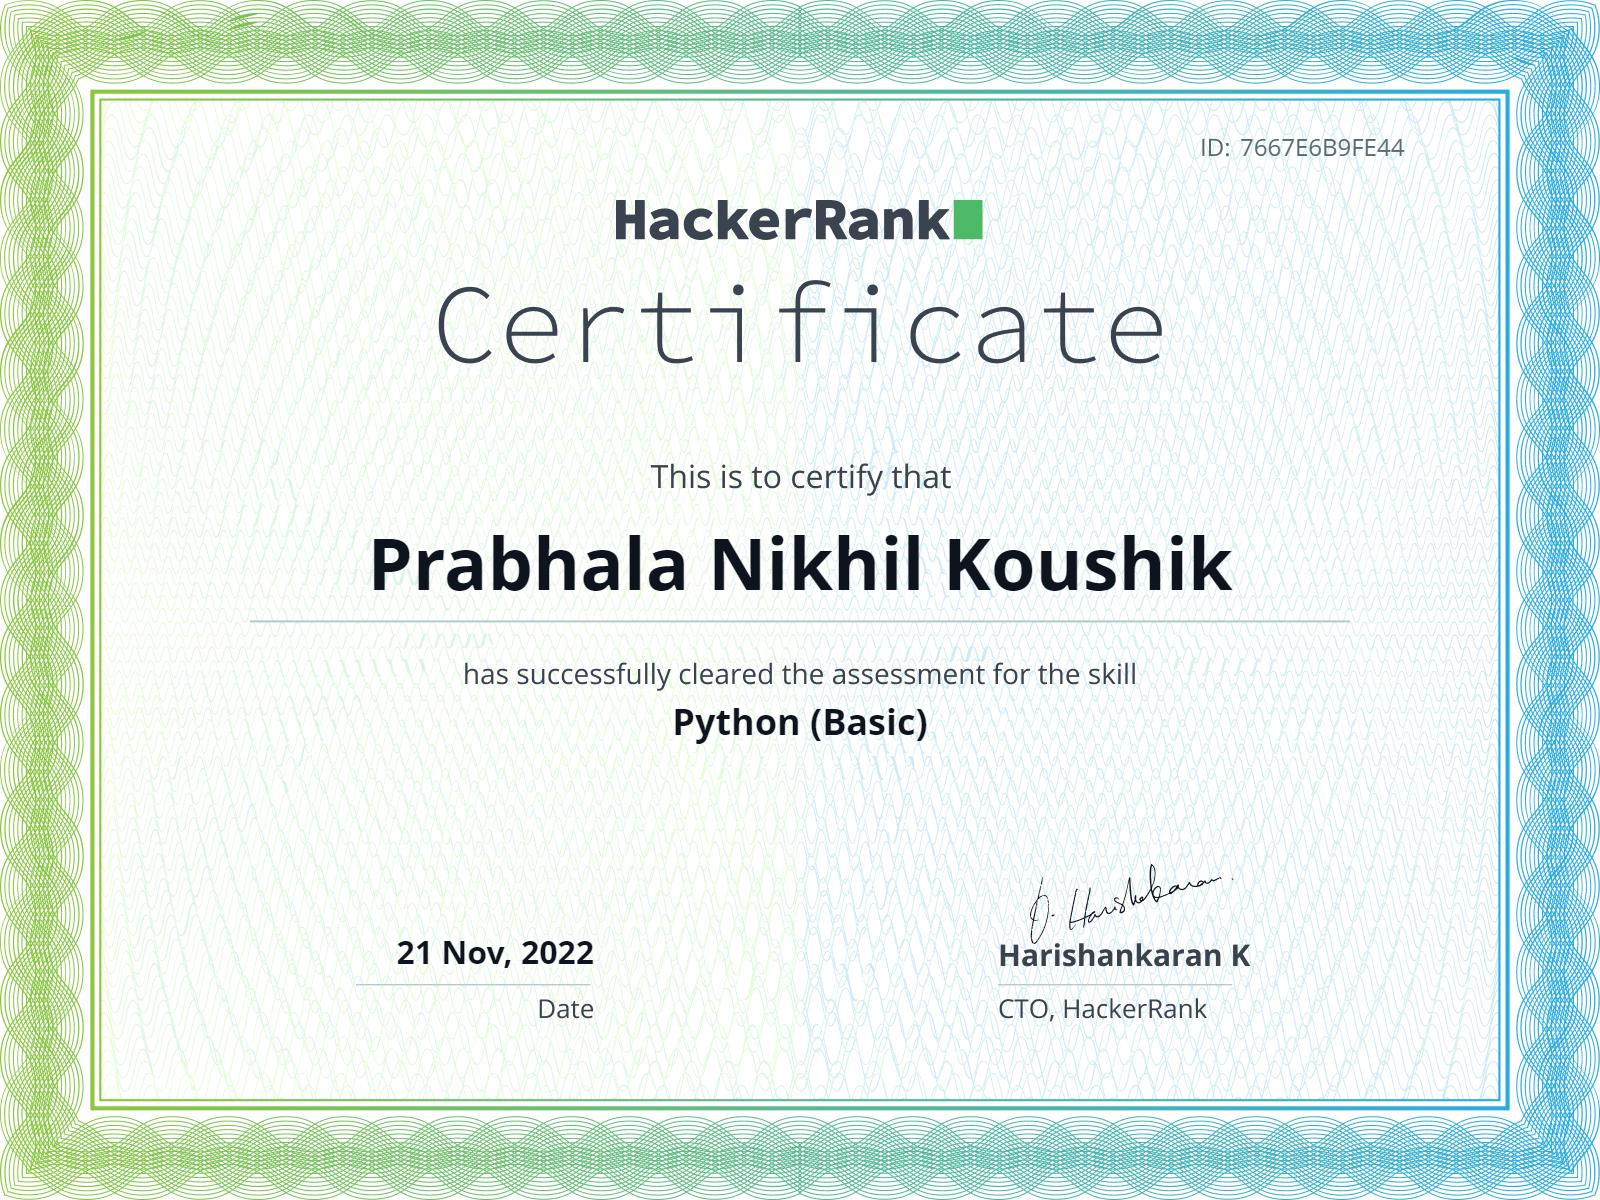 ID: 7667E6B9FE44
HackerRank
Certificate
This is to certify that
Prabhala Nikhil Koushik
has successfully cleared the assessment for the skill
Python (Basic)
21 Nov, 2022
Date
D. Harishankaran
Harishankaran K
CTO, HackerRank